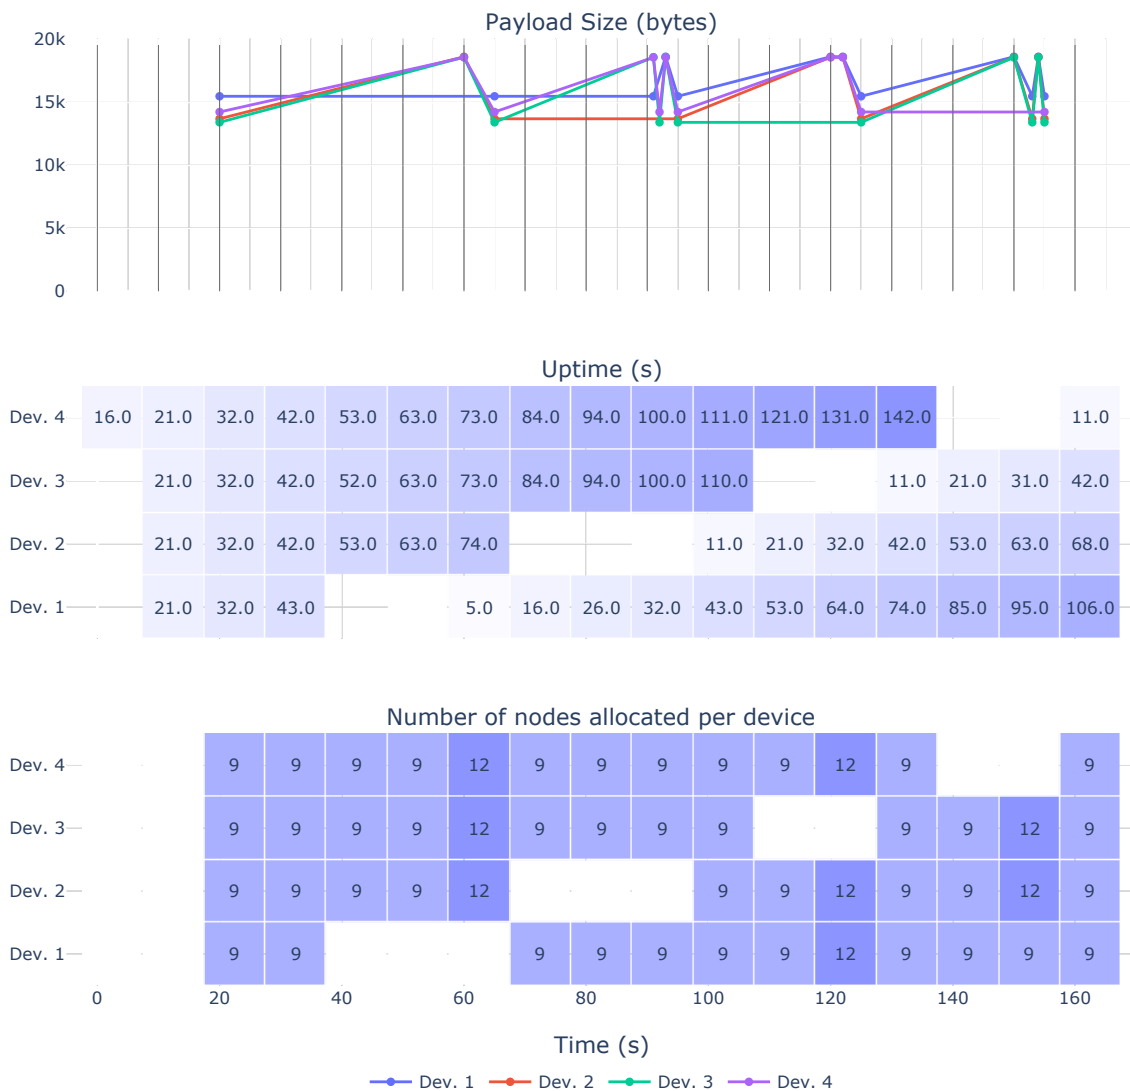 Payload Size (bytes)
20k
15k
10k
5k
0
Uptime (s)
Dev. 4 16.0 21.0 32.0 42.0 53.0 63.0 73.0 84.0 94.0 100.0 111.0 121.0 131.0 142.0 11.0
Dev. 3 21.0 32.0 42.0 52.0 63.0 73.0 84.0 94.0 100.0 110.0 11.0 21.0 31.0 42.0
Dev. 2 21.0 32.0 42.0 53.0 63.0 74.0 11.0 21.0 32.0 42.0 53.0 63.0 68.0
Dev. 1 21.0 32.0 43.0 5.0 16.0 26.0 32.0 43.0 53.0 64.0 74.0 85.0 95.0 106.0
Number of nodes allocated per device
Dev. 4 9 9 9 9 12 9 9 9 9 9 12 9 9
Dev. 3 9 9 9 9 12 9 9 9 9 9 9 12 9
Dev. 2 9 9 9 9 12 9 9 12 9 9 12 9
Dev. 1 9 9 9 9 9 9 9 12 9 9 9 9
0 20 40 60 80 100 120 140 160
Time (s)
Dev. 1 Dev. 2 Dev. 3 Dev. 4